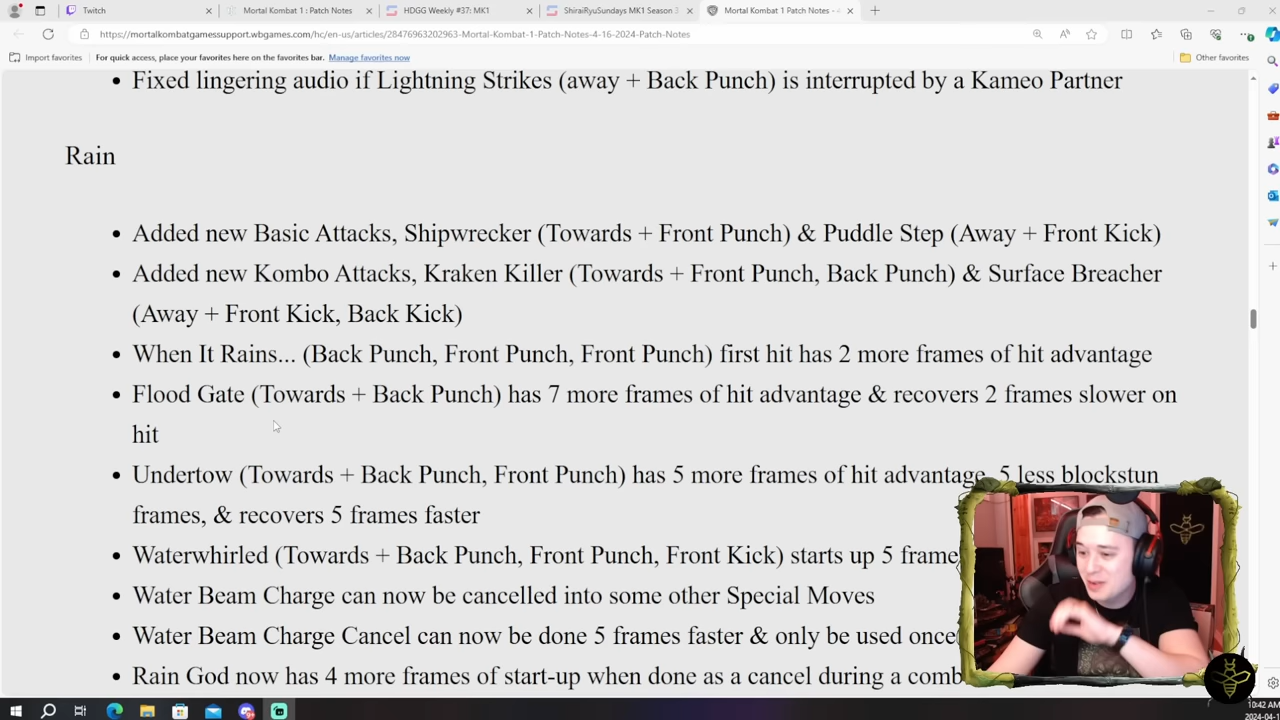 Twitch
Mortal Kombat 1 : Patch Notes
HDGG Weekly #37: MK1
ShiraiRyuSundays MK1 Season 3
Mortal Kombat 1 Patch Notes - 4
https://mortalkombatgamessupport.wbgames.com/hc/en-us/articles/28476963202963-Mortal-Kombat-1-Patch-Notes-4-16-2024-Patch-Notes
Import favorites
For quick access, place your favorites here on the favorites bar. Manage favorites now
Other favorites
• Fixed lingering audio if Lightning Strikes (away + Back Punch) is interrupted by a Kameo Partner
Rain
• Added new Basic Attacks, Shipwrecker (Towards + Front Punch) & Puddle Step (Away + Front Kick)
• Added new Kombo Attacks, Kraken Killer (Towards + Front Punch, Back Punch) & Surface Breacher
(Away + Front Kick, Back Kick)
• When It Rains... (Back Punch, Front Punch, Front Punch) first hit has 2 more frames of hit advantage
• Flood Gate (Towards + Back Punch) has 7 more frames of hit advantage & recovers 2 frames slower on
hit
• Undertow (Towards + Back Punch, Front Punch) has 5 more frames of hit advantage, 5 less blockstun
frames, & recovers 5 frames faster
• Waterwhirled (Towards + Back Punch, Front Punch, Front Kick) starts up 5 frame
• Water Beam Charge can now be cancelled into some other Special Moves
• Water Beam Charge Cancel can now be done 5 frames faster & only be used once
• Rain God now has 4 more frames of start-up when done as a cancel during a comb
10:42 AM